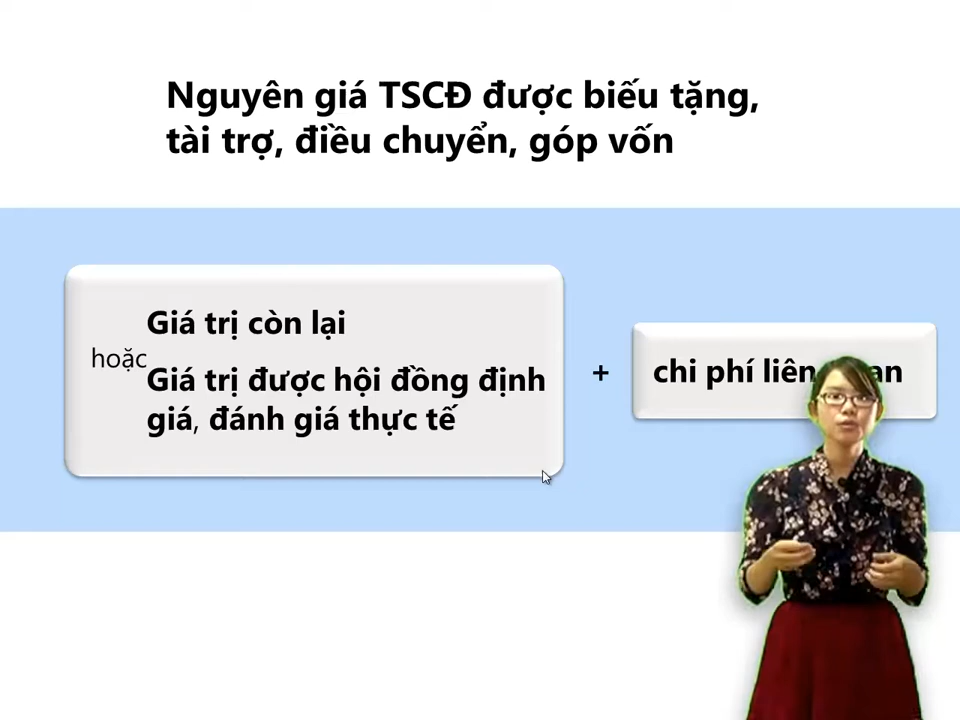 Nguyên giá TSCĐ được biếu tặng,
tài trợ, điều chuyển, góp vốn
Giá trị còn lại
hoặc
Giá trị được hội đồng định
giá, đánh giá thực tế
+
chi phí liên